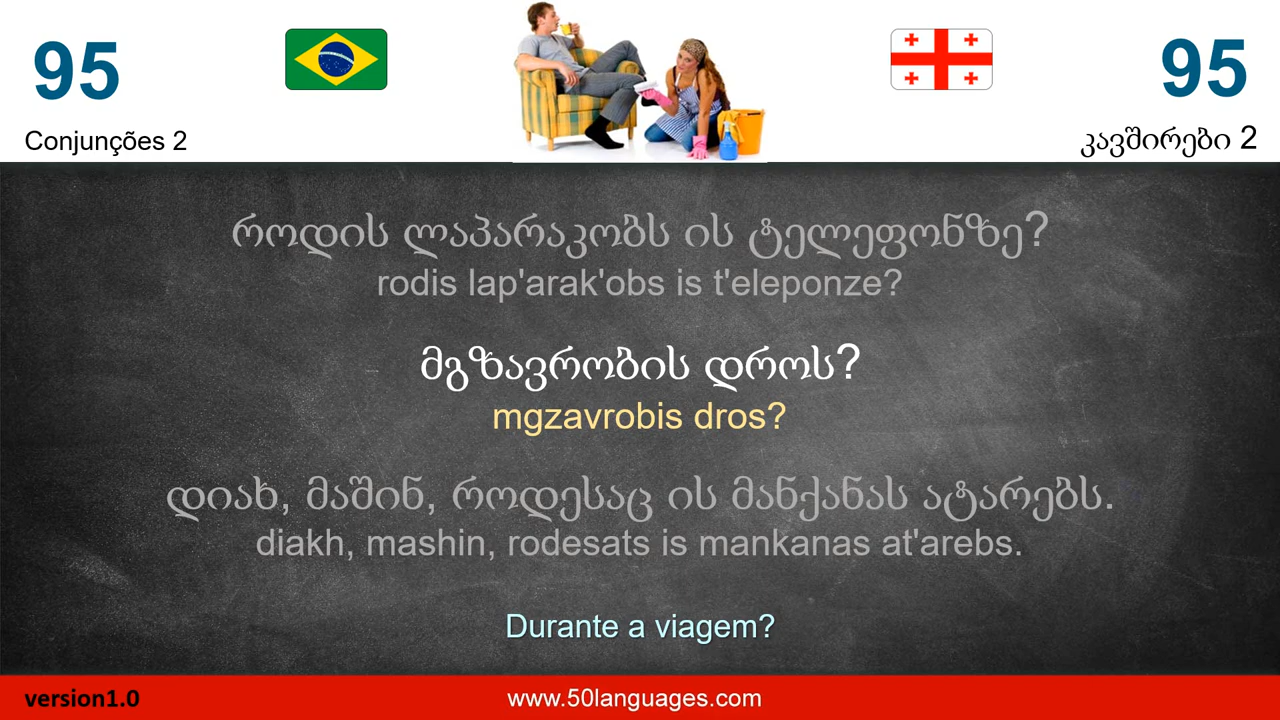 95
95
Conjunções 2
კავშირები 2
როდის ლაპარაკობს ის ტელეფონზე?
rodis lap'arak'obs is t'eleponze?
მგზავრობის დროს?
mgzavrobis dros?
დიახ, მაშინ, როდესაც ის მანქანას ატარებს.
diakh, mashin, rodesats is mankanas at'arebs.
Durante a viagem?
version1.0
www.50languages.com